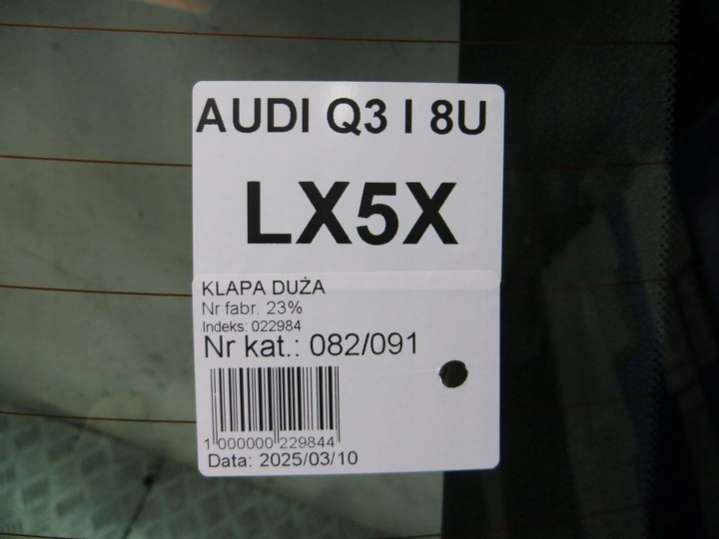 AUDI Q3 I 8U
LX5X
KLAPA DUŻA
Nr fabr. 23%
Indeks: 022984
Nr kat.: 082/091
1 000000 229844
Data: 2025/03/10